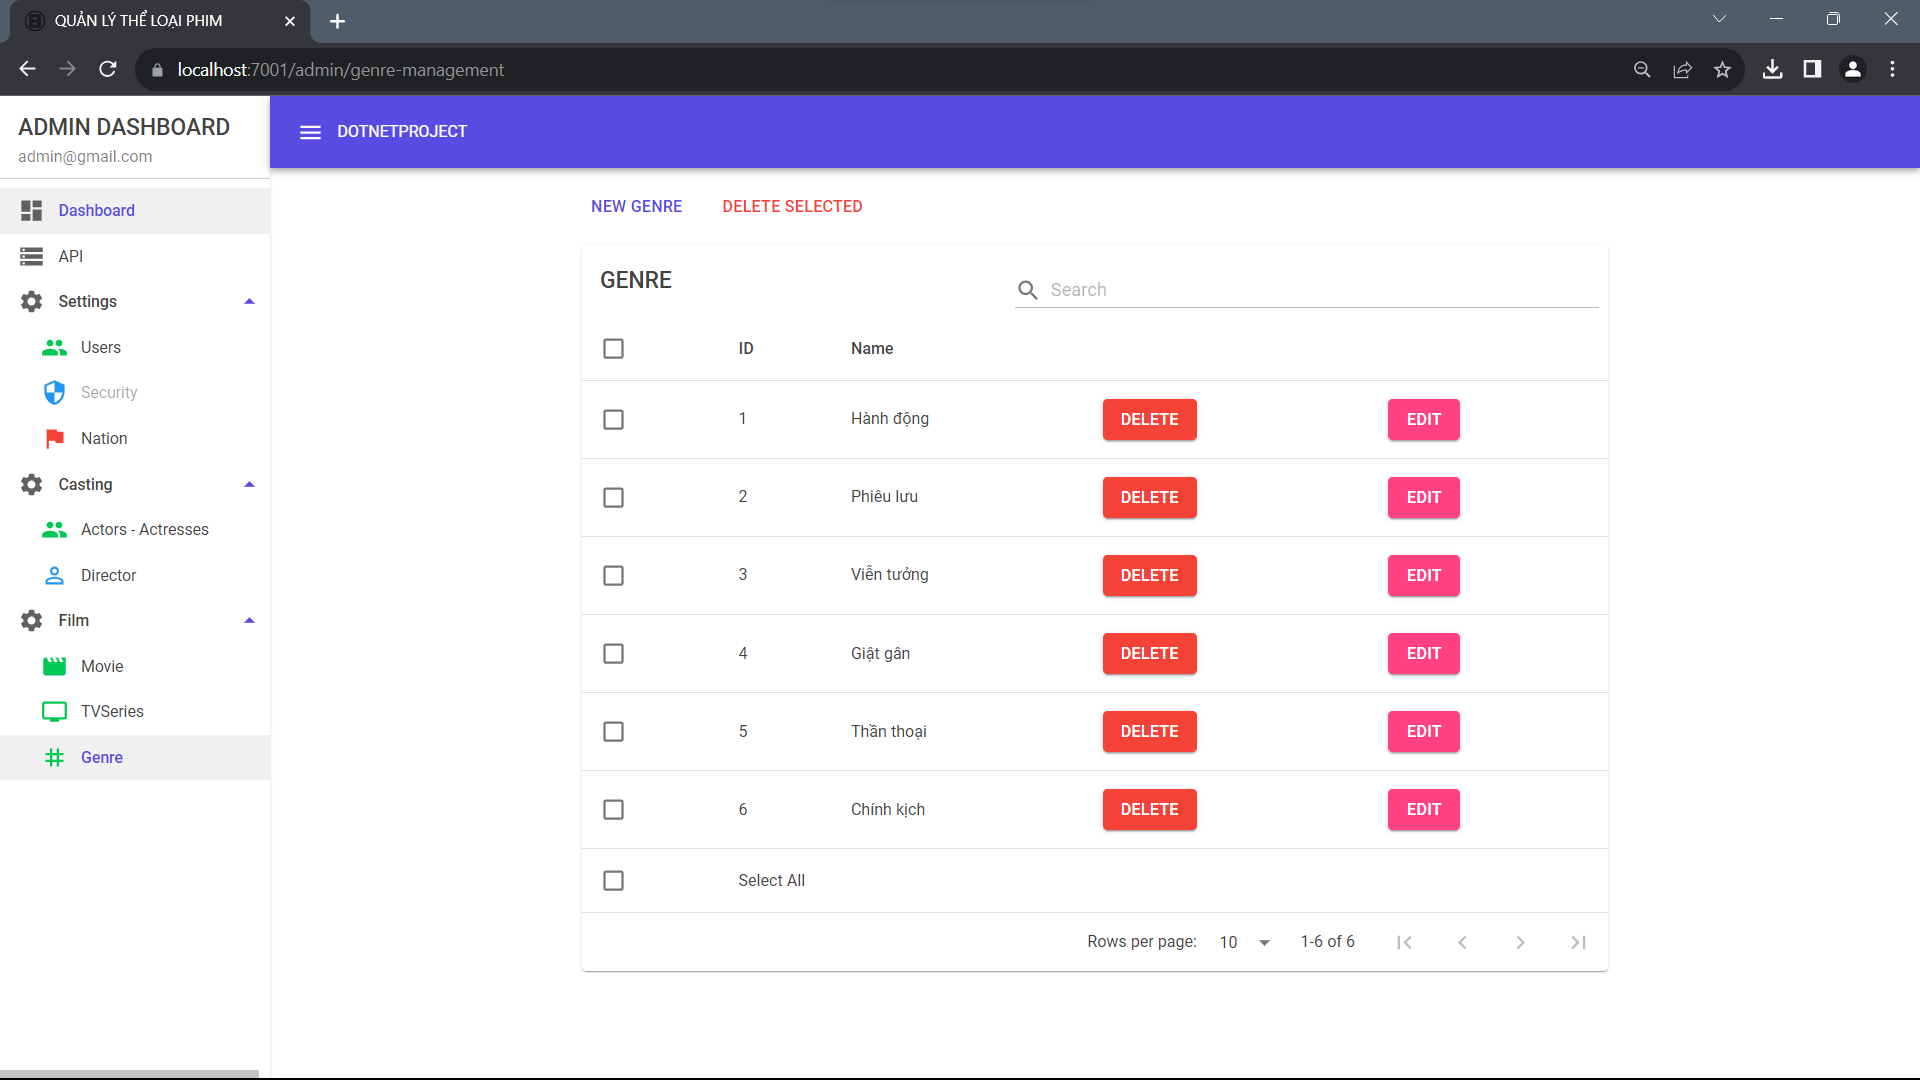 QUẢN LÝ THỂ LOẠI PHIM
localhost:7001/admin/genre-management
ADMIN DASHBOARD
admin@gmail.com
DOTNETPROJECT
Dashboard
API
Settings
Users
Security
Nation
Casting
Actors - Actresses
Director
Film
Movie
TVSeries
Genre
NEW GENRE DELETE SELECTED
GENRE
Search
ID Name
1 Hành động DELETE EDIT
2 Phiêu lưu DELETE EDIT
3 Viễn tưởng DELETE EDIT
4 Giật gân DELETE EDIT
5 Thần thoại DELETE EDIT
6 Chính kịch DELETE EDIT
Select All
Rows per page: 10 1-6 of 6